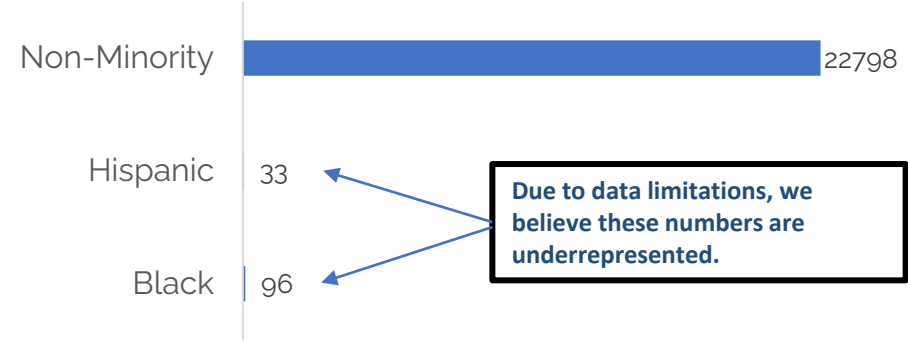 Non-Minority 22798
Hispanic 33
Due to data limitations, we
believe these numbers are
underrepresented.
Black 96